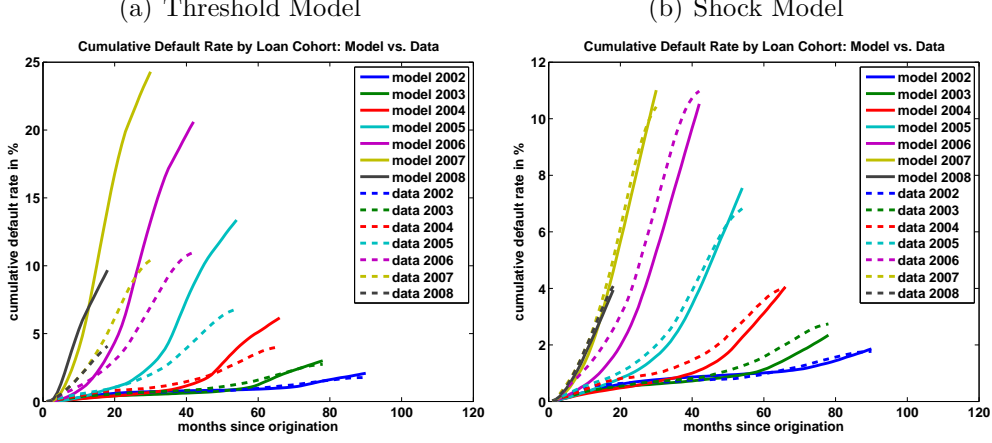 (a) Threshold Model
Cumulative Default Rate by Loan Cohort: Model vs. Data
cumulative default rate in %
25
20
15
10
5
0
0 20 40 60 80 100 120
months since origination
model 2002
model 2003
model 2004
model 2005
model 2006
model 2007
model 2008
data 2002
data 2003
data 2004
data 2005
data 2006
data 2007
data 2008
(b) Shock Model
Cumulative Default Rate by Loan Cohort: Model vs. Data
cumulative default rate in %
12
10
8
6
4
2
0
0 20 40 60 80 100 120
months since origination
model 2002
model 2003
model 2004
model 2005
model 2006
model 2007
model 2008
data 2002
data 2003
data 2004
data 2005
data 2006
data 2007
data 2008